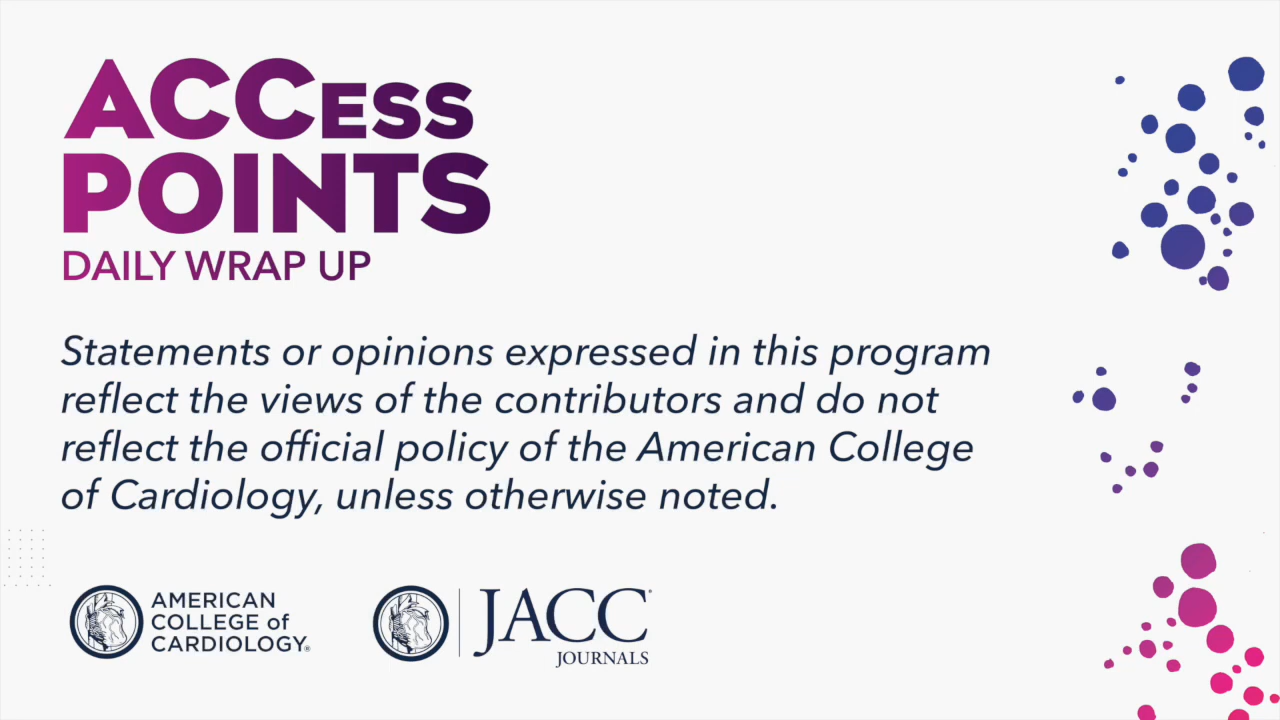 ACCESS
POINTS
DAILY WRAP UP
Statements or opinions expressed in this program
reflect the views of the contributors and do not
reflect the official policy of the American College
of Cardiology, unless otherwise noted.
AMERICAN
COLLEGE of
CARDIOLOGY®
JACC
JOURNALS